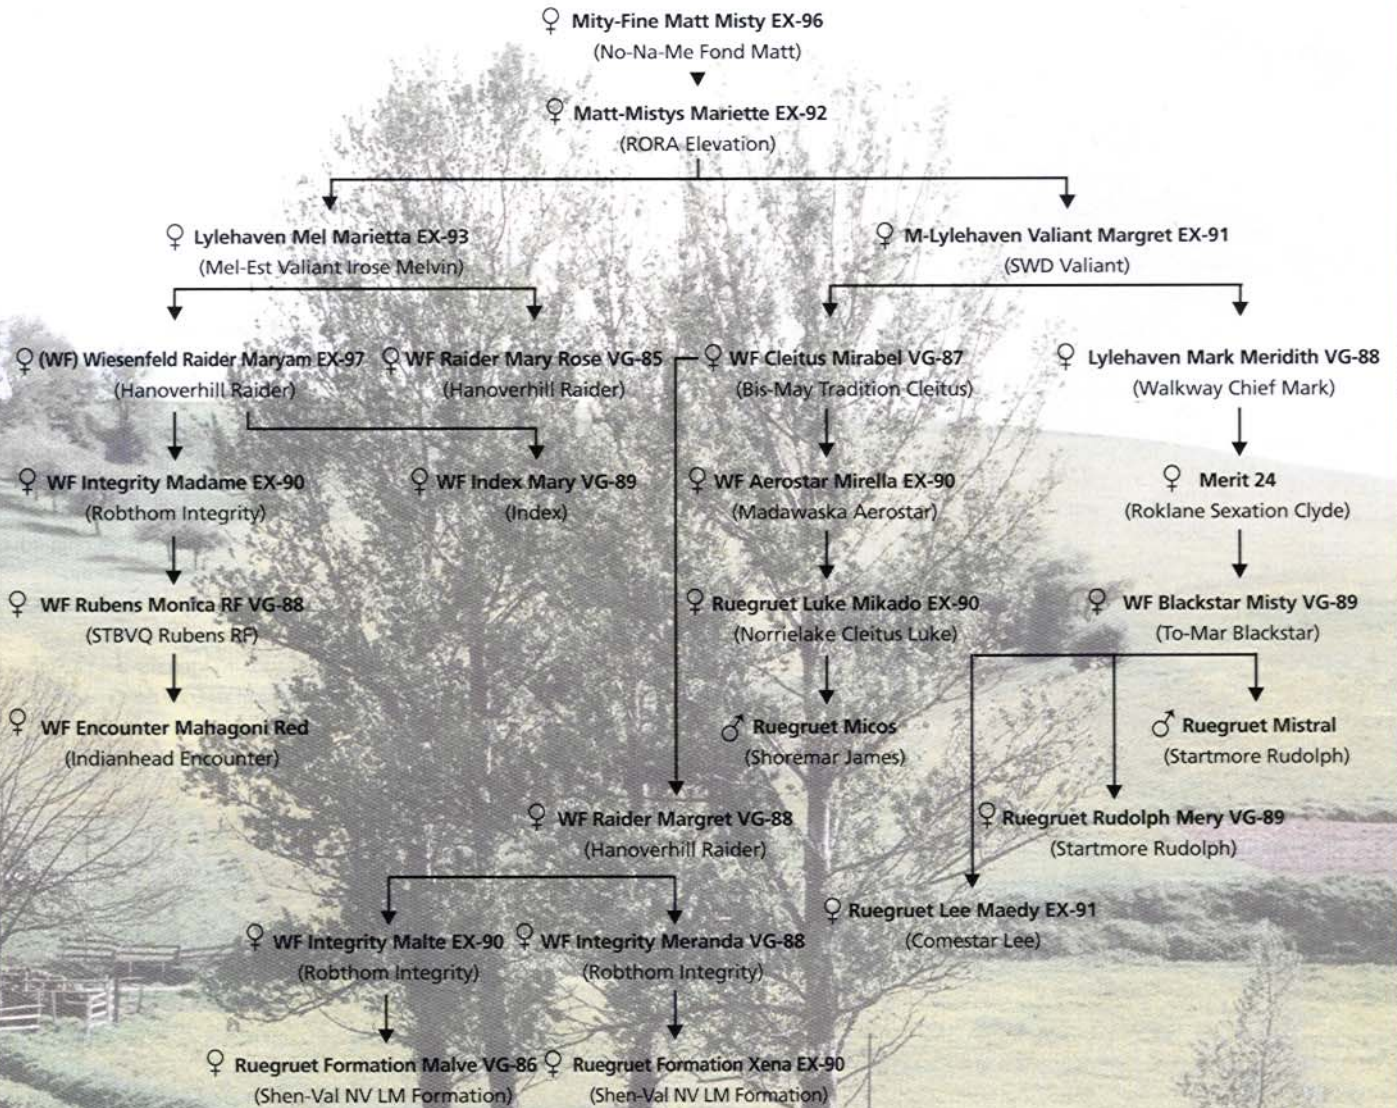 ♀ Mity-Fine Matt Misty EX-96
(No-Na-Me Fond Matt)
♀ Matt-Mistys Mariette EX-92
(RORA Elevation)
♀ Lylehaven Mel Marietta EX-93
(Mel-Est Valiant Irose Melvin)
♀ M-Lylehaven Valiant Margret EX-91
(SWD Valiant)
♀ (WF) Wiesenfeld Raider Maryam EX-97
(Hanoverhill Raider)
♀ WF Raider Mary Rose VG-85
(Hanoverhill Raider)
♀ WF Cleitus Mirabel VG-87
(Bis-May Tradition Cleitus)
♀ Lylehaven Mark Meridith VG-88
(Walkway Chief Mark)
♀ WF Integrity Madame EX-90
(Robthom Integrity)
♀ WF Index Mary VG-89
(Index)
♀ WF Aerostar Mirella EX-90
(Madawaska Aerostar)
♀ Merit 24
(Roklane Sexation Clyde)
♀ WF Rubens Monica RF VG-88
(STBVQ Rubens RF)
♀ Ruegruet Luke Mikado EX-90
(Norrielake Cleitus Luke)
♀ WF Blackstar Misty VG-89
(To-Mar Blackstar)
♀ WF Encounter Mahagoni Red
(Indianhead Encounter)
♂ Ruegruet Micos
(Shoremar James)
♂ Ruegruet Mistral
(Startmore Rudolph)
♀ WF Raider Margret VG-88
(Hanoverhill Raider)
♀ Ruegruet Rudolph Mery VG-89
(Startmore Rudolph)
♀ Ruegruet Lee Maedy EX-91
(Comestar Lee)
♀ WF Integrity Malte EX-90
(Robthom Integrity)
♀ WF Integrity Meranda VG-88
(Robthom Integrity)
♀ Ruegruet Formation Malve VG-86
(Shen-Val NV LM Formation)
♀ Ruegruet Formation Xena EX-90
(Shen-Val NV LM Formation)